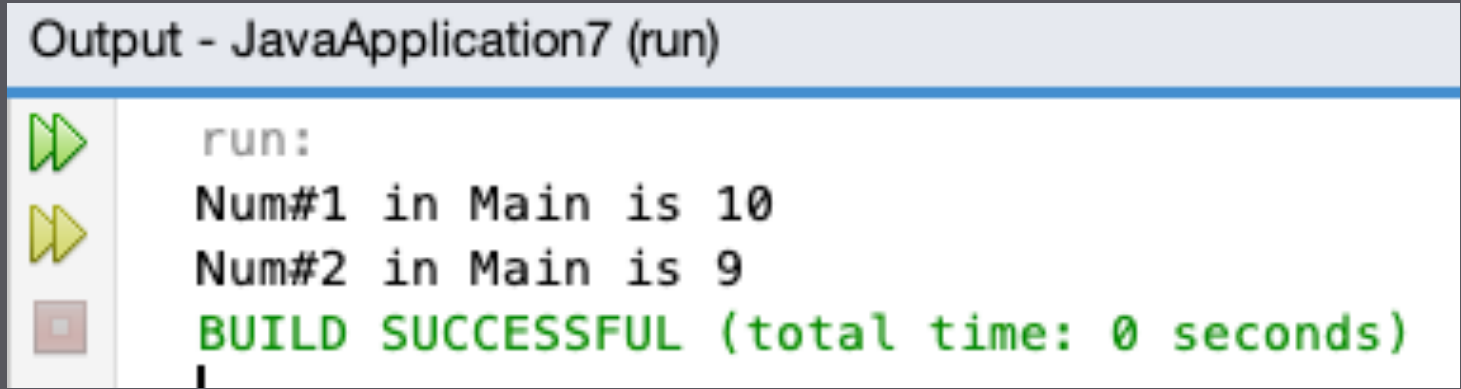 Output - JavaApplication7 (run)
run:
Num#1 in Main is 10
Num#2 in Main is 9
BUILD SUCCESSFUL (total time: 0 seconds)